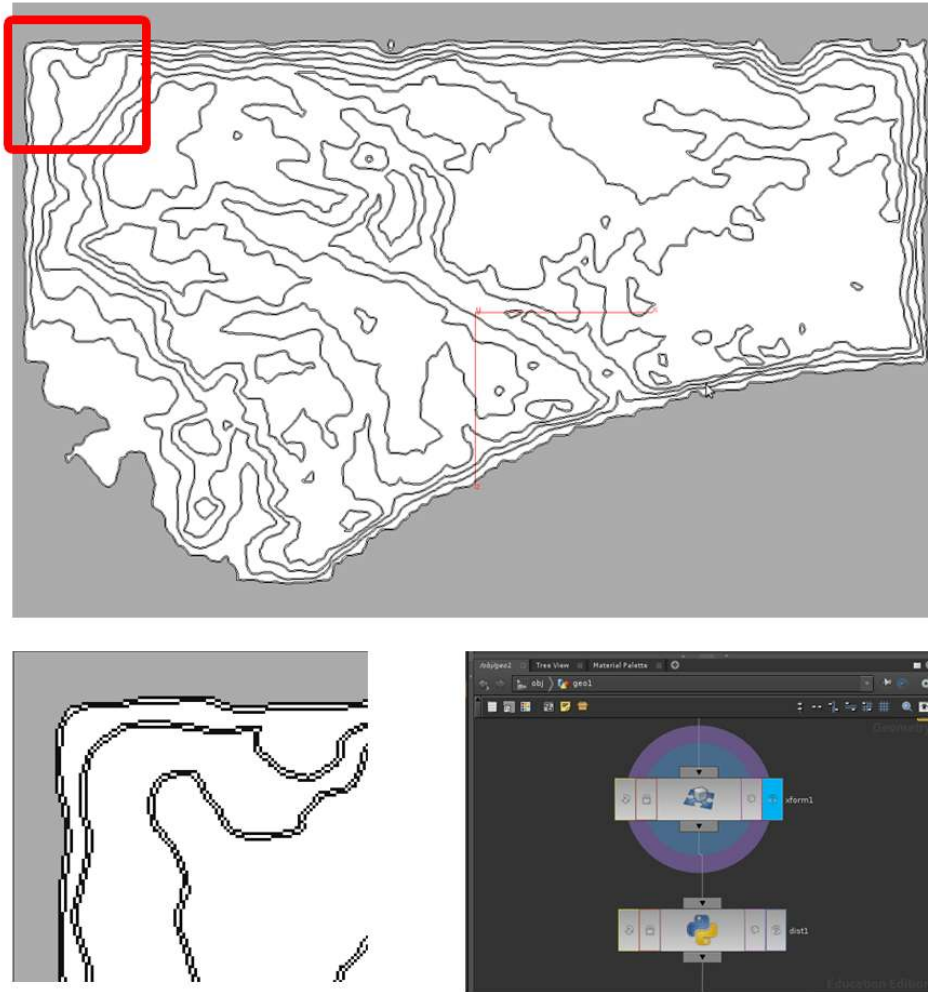 y
x
z
/obj/geo1
Tree View
Material Palette
obj
geo1
xform1
dist1
Education Edition